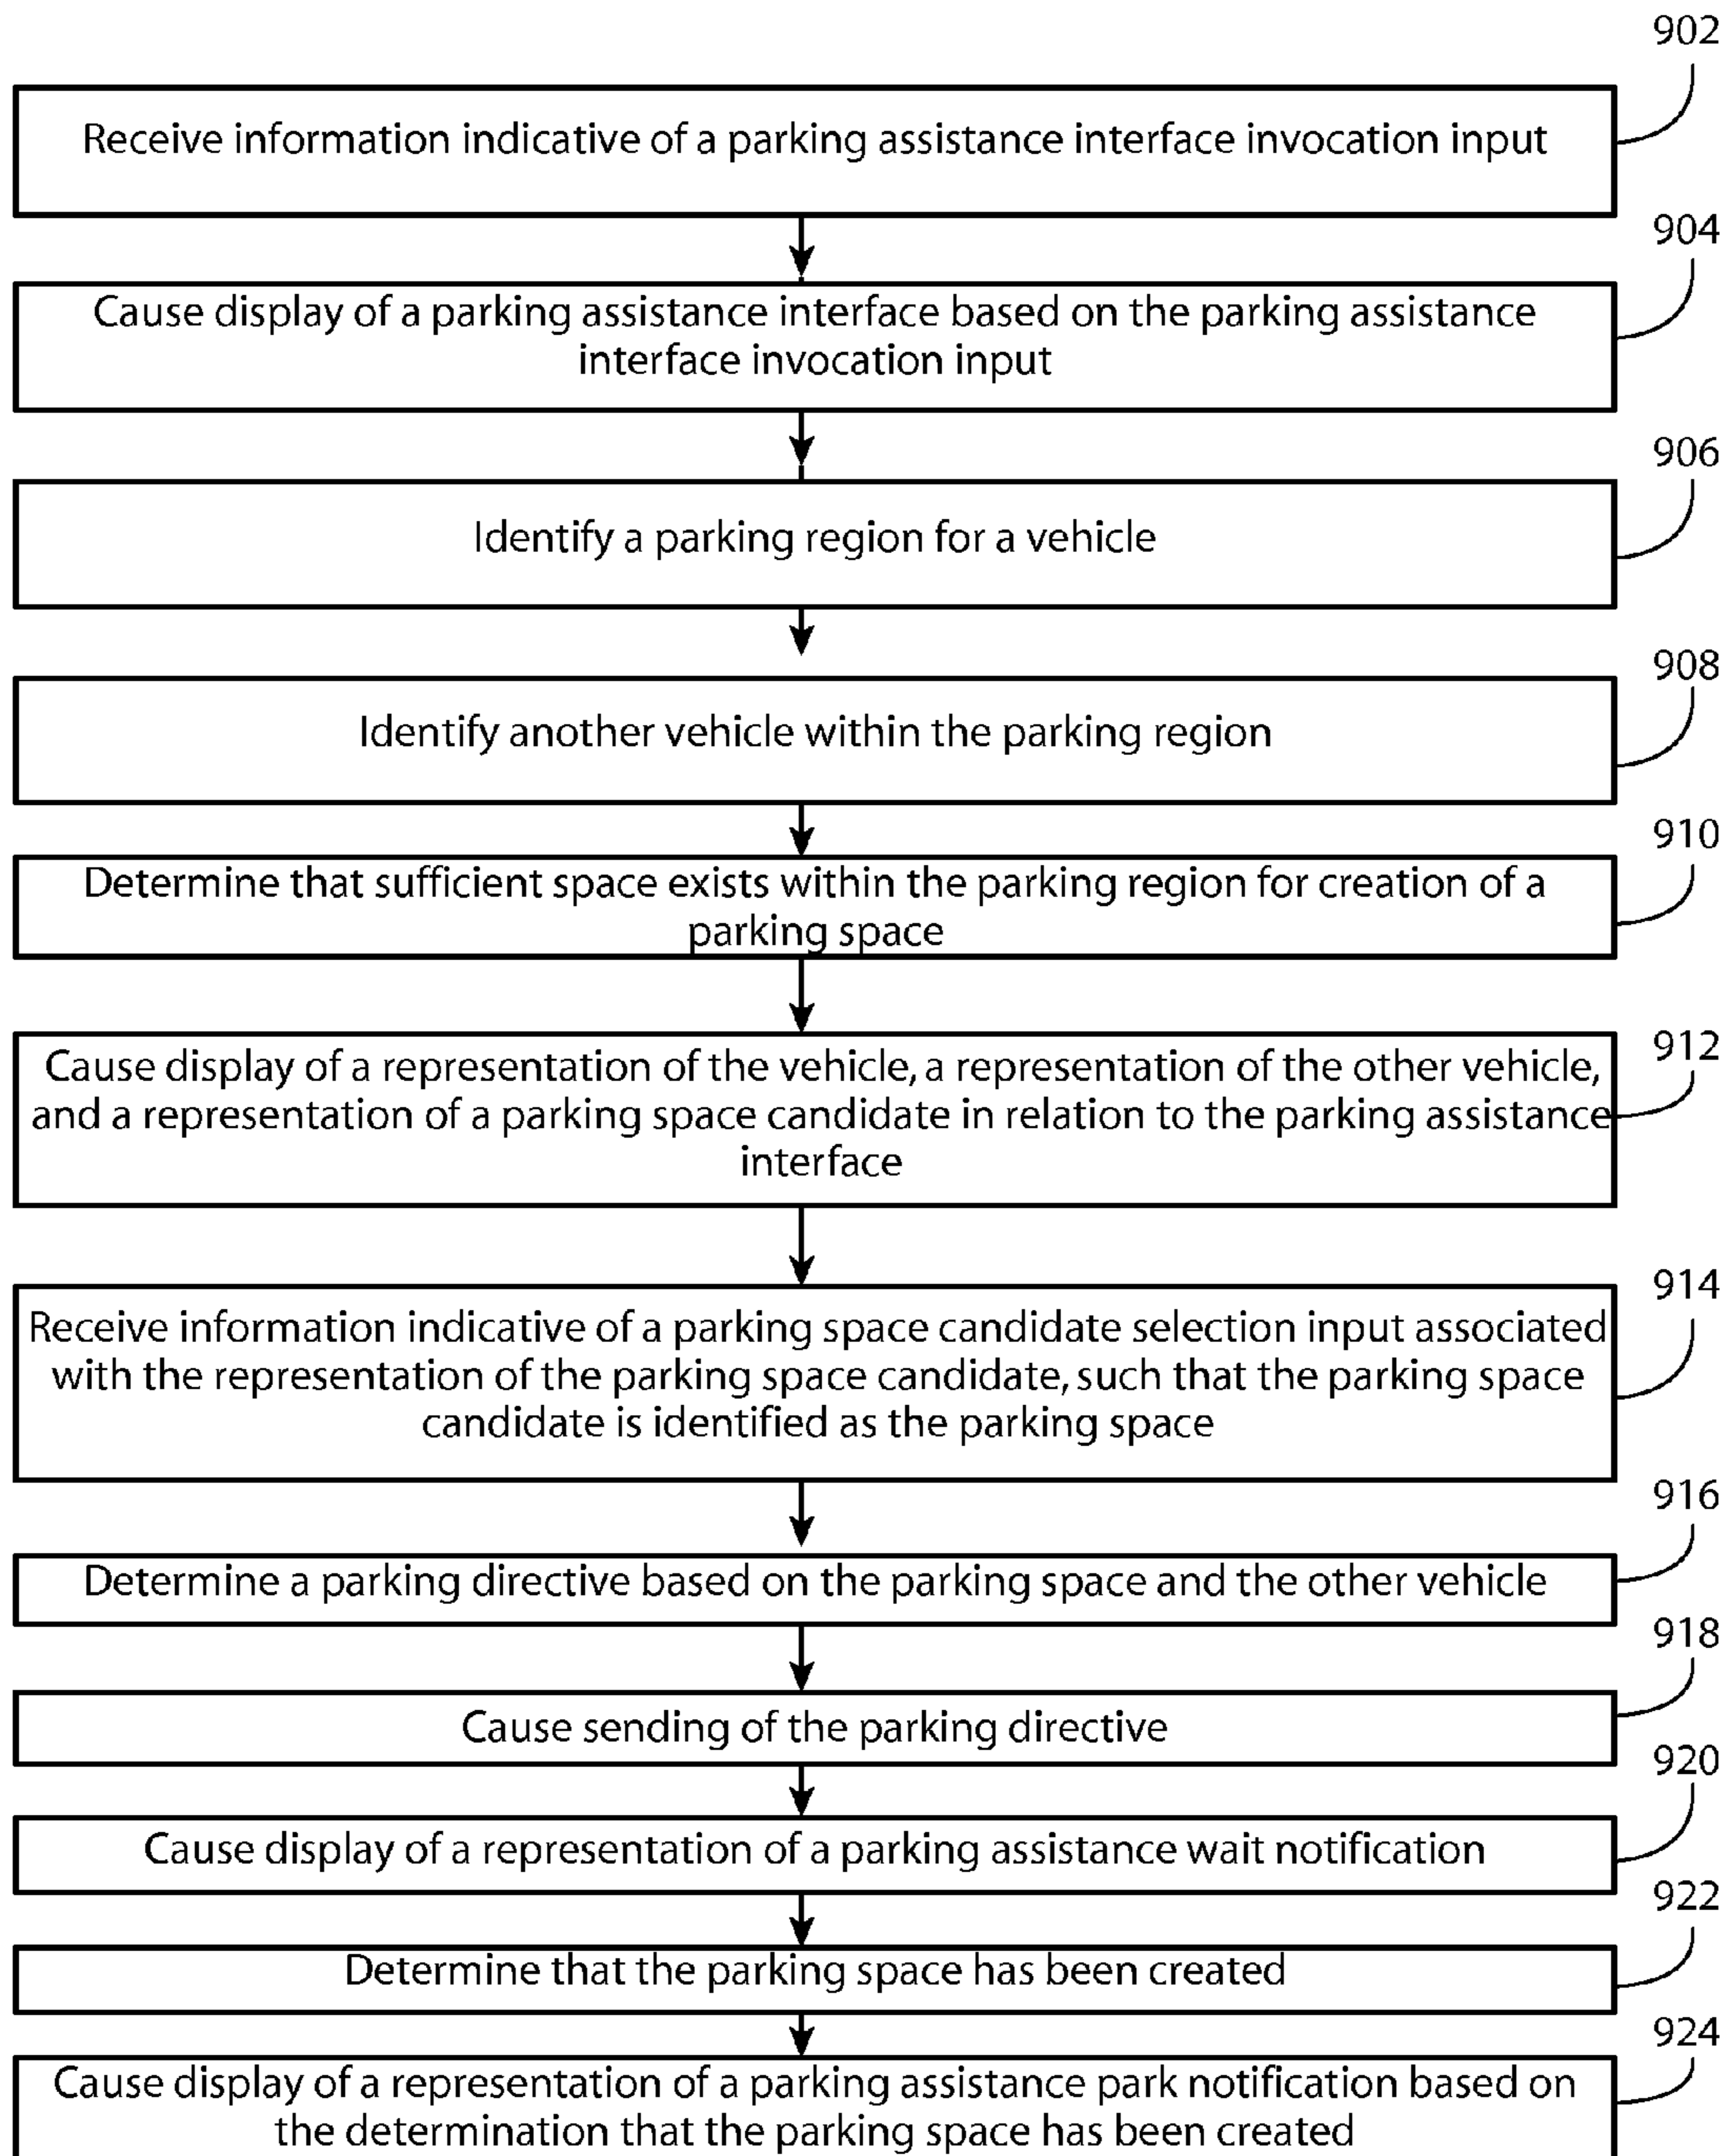 902
Receive information indicative of a parking assistance interface invocation input
904
Cause display of a parking assistance interface based on the parking assistance
interface invocation input
906
Identify a parking region for a vehicle
908
Identify another vehicle within the parking region
910
Determine that sufficient space exists within the parking region for creation of a
parking space
912
Cause display of a representation of the vehicle, a representation of the other vehicle,
and a representation of a parking space candidate in relation to the parking assistance
interface
914
Receive information indicative of a parking space candidate selection input associated
with the representation of the parking space candidate, such that the parking space
candidate is identified as the parking space
916
Determine a parking directive based on the parking space and the other vehicle
918
Cause sending of the parking directive
920
Cause display of a representation of a parking assistance wait notification
922
Determine that the parking space has been created
924
Cause display of a representation of a parking assistance park notification based on
the determination that the parking space has been created